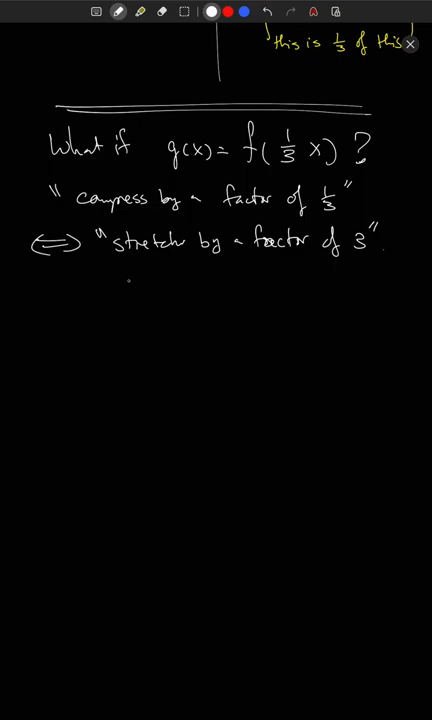 this is 1/3 of this
What if g(x) = f( 1/3 x ) ?
" compress by a factor of 1/3 "
⇔ " stretch by a factor of 3 ".